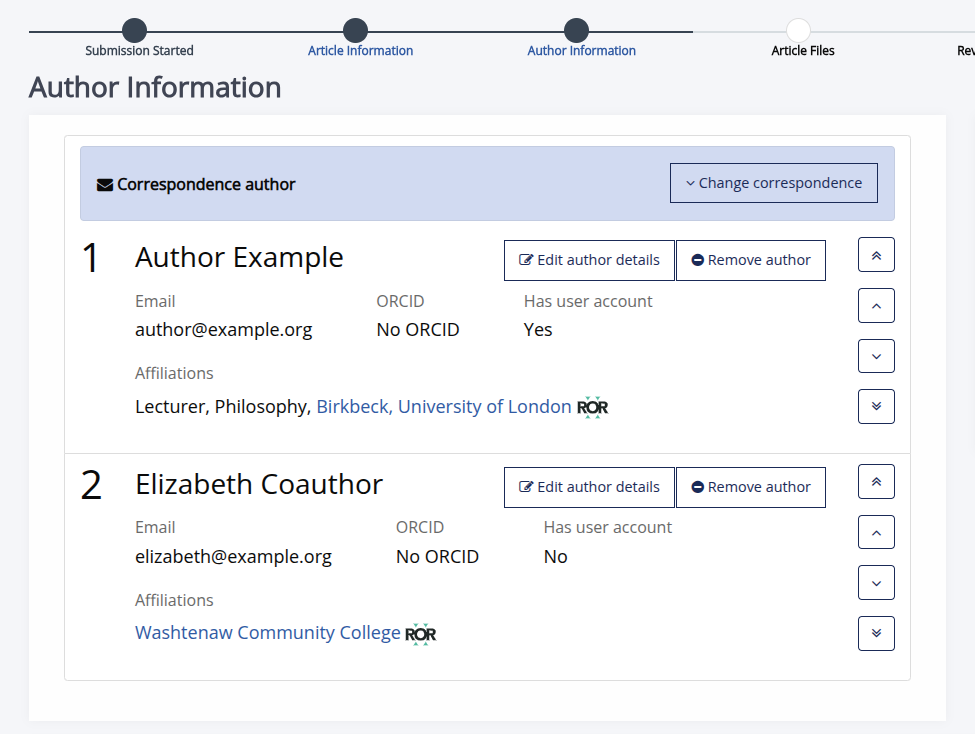 Submission Started Article Information Author Information Article Files Rev
Author Information
Correspondence author Change correspondence
1 Author Example Edit author details Remove author
Email ORCID Has user account
author@example.org No ORCID Yes
Affiliations
Lecturer, Philosophy, Birkbeck, University of London ROR
2 Elizabeth Coauthor Edit author details Remove author
Email ORCID Has user account
elizabeth@example.org No ORCID No
Affiliations
Washtenaw Community College ROR